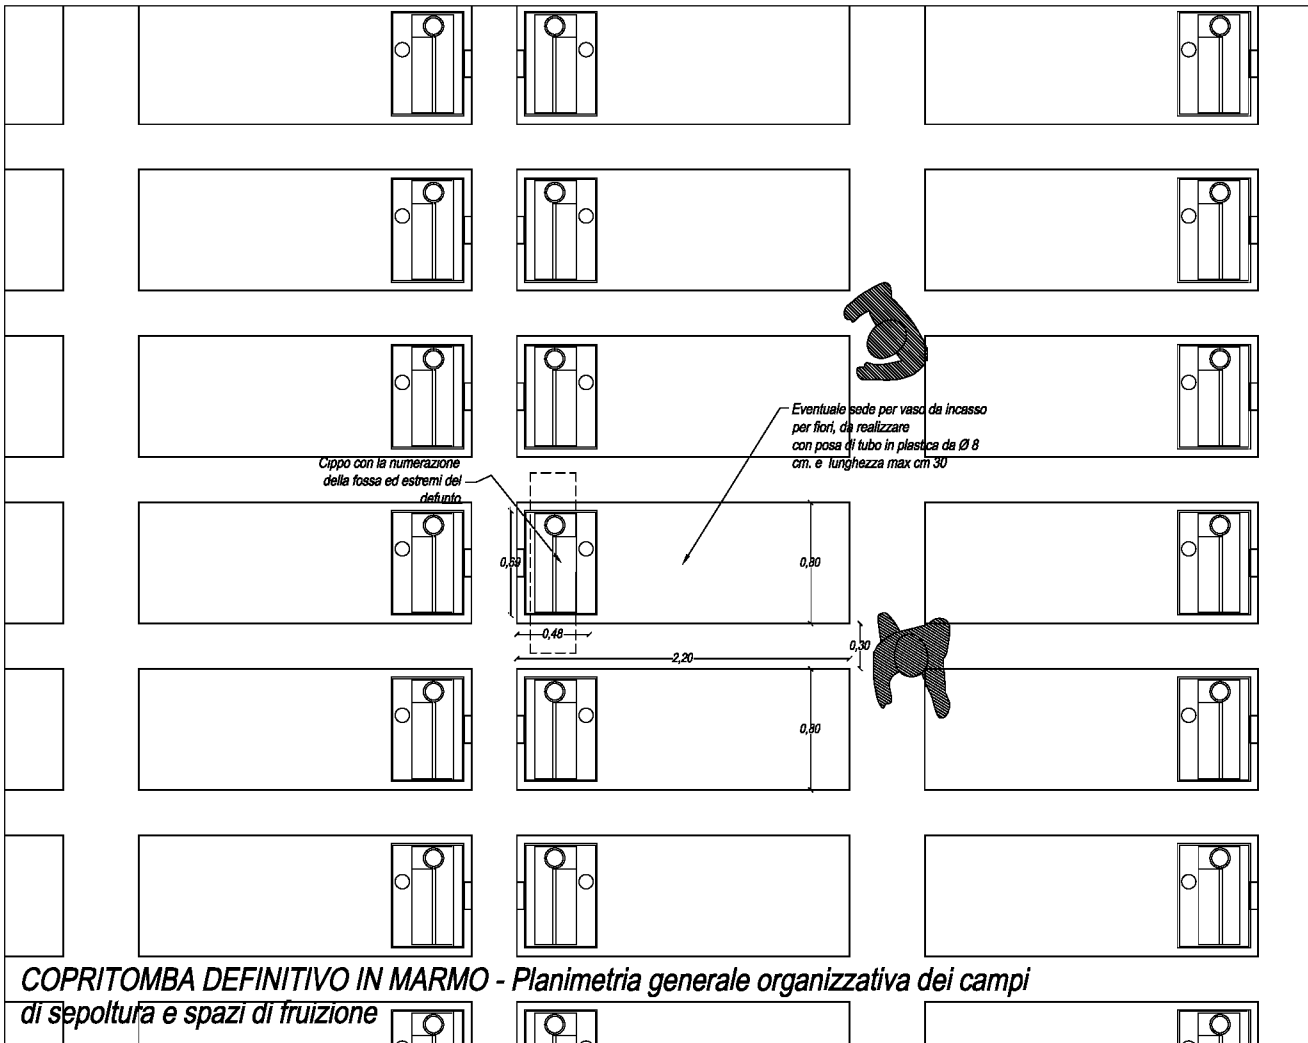 Eventuale sede per vaso da incasso
per fiori, da realizzare
con posa di tubo in plastica da Ø 8
cm. e lunghezza max cm 30
Cippo con la numerazione
della fossa ed estremi del
defunto
0,69
0,80
0,48
0,30
2,20
0,80
COPRITOMBA DEFINITIVO IN MARMO - Planimetria generale organizzativa dei campi
di sepoltura e spazi di fruizione